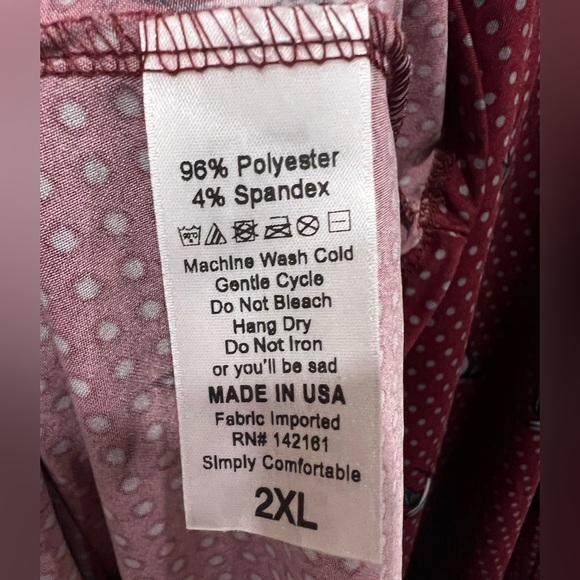 96% Polyester
4% Spandex
Machine Wash Cold
Gentle Cycle
Do Not Bleach
Hang Dry
Do Not Iron
or you'll be sad
MADE IN USA
Fabric Imported
RN# 142161
Simply Comfortable
2XL